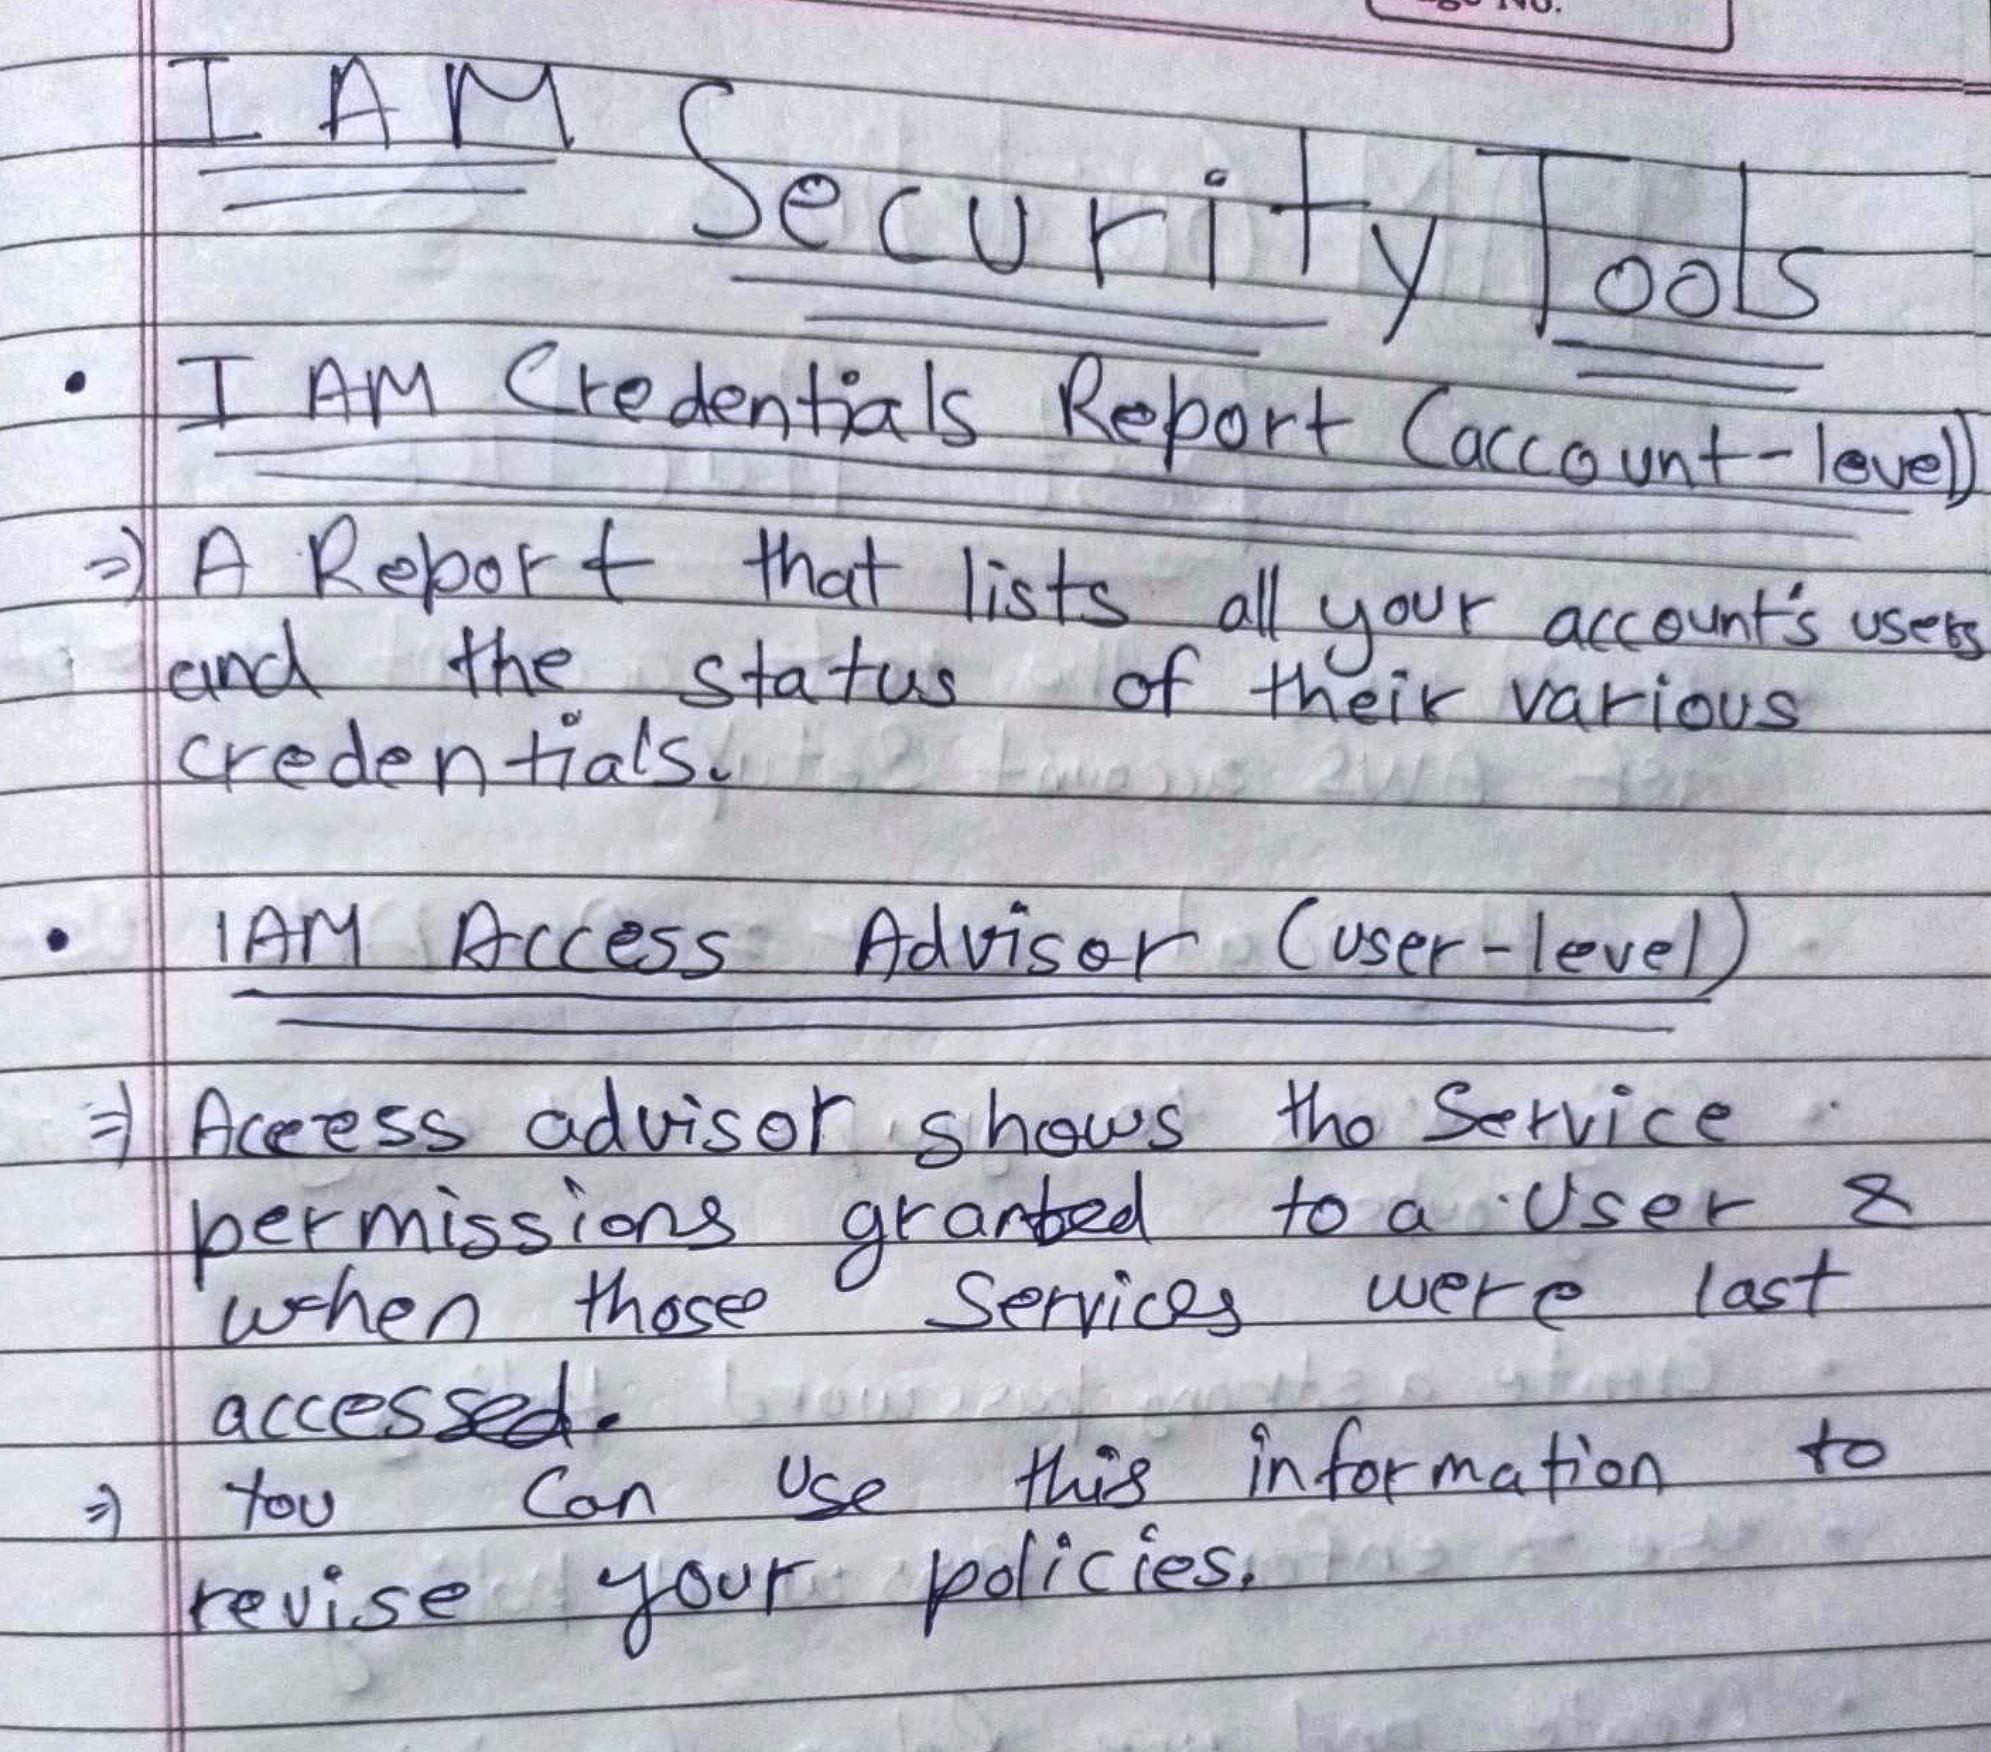 IAM Security Tools
• IAM Credentials Report (account-level)
⇒ A Report that lists all your account's users
and the status of their various
credentials.
• IAM Access Advisor (user-level)
⇒ Access advisor shows the Service
permissions granted to a User &
when those Services were last
accessed.
⇒ You Can Use this information to
revise your policies.